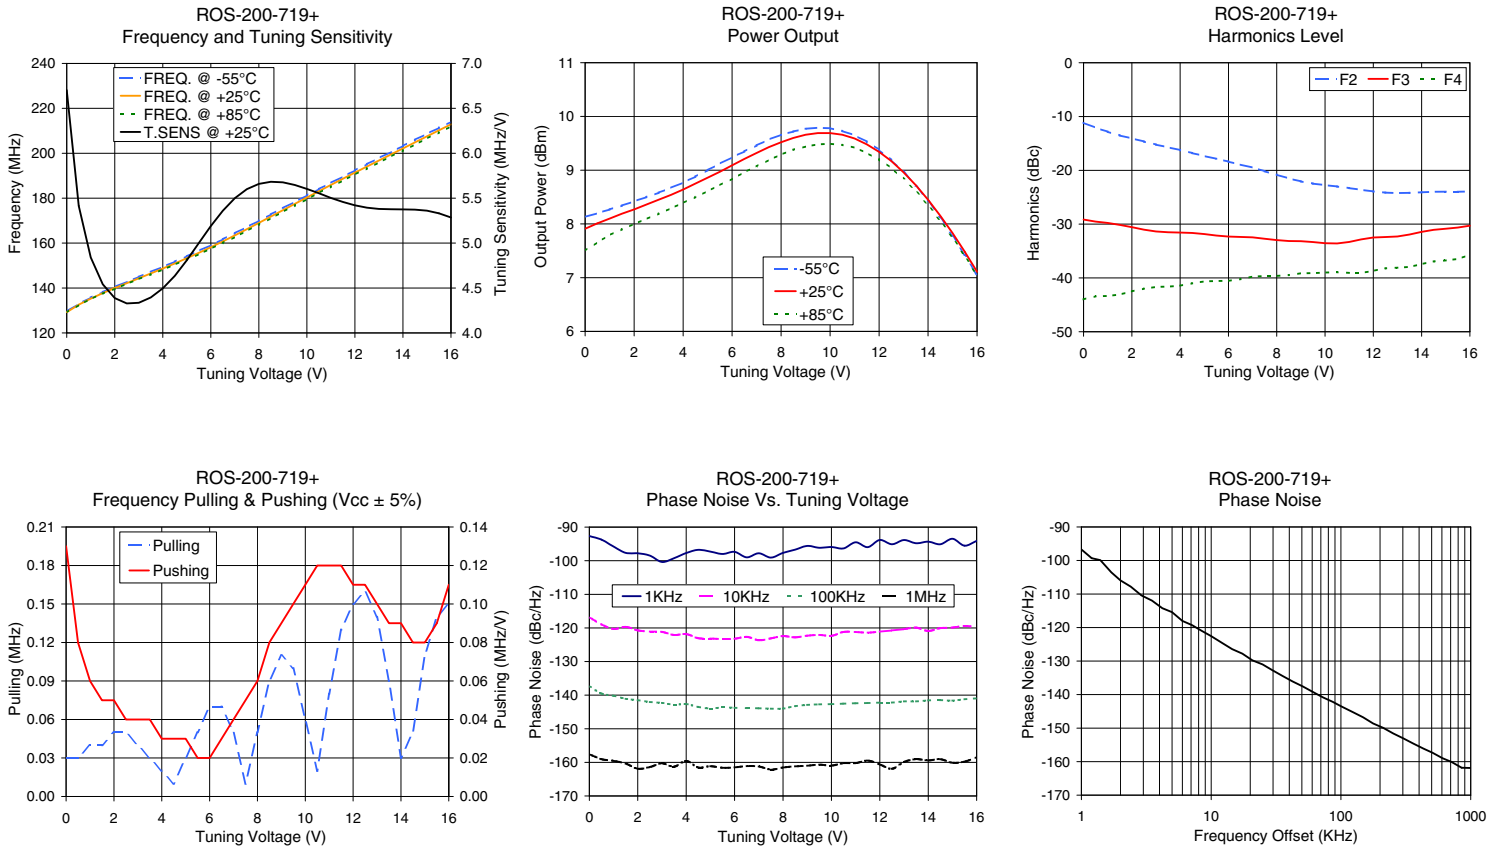 ROS-200-719+
Frequency and Tuning Sensitivity
240
220
200
180
160
140
120
7.0
6.5
6.0
5.5
5.0
4.5
4.0
FREQ. @ -55°C
FREQ. @ +25°C
FREQ. @ +85°C
T.SENS @ +25°C
Frequency (MHz)
Tuning Sensitivity (MHz/V)
0 2 4 6 8 10 12 14 16
Tuning Voltage (V)
ROS-200-719+
Power Output
11
10
9
8
7
6
-55°C
+25°C
+85°C
Output Power (dBm)
0 2 4 6 8 10 12 14 16
Tuning Voltage (V)
ROS-200-719+
Harmonics Level
0
-10
-20
-30
-40
-50
F2 F3 F4
Harmonics (dBc)
0 2 4 6 8 10 12 14 16
Tuning Voltage (V)
ROS-200-719+
Frequency Pulling & Pushing (Vcc ± 5%)
0.21
0.18
0.15
0.12
0.09
0.06
0.03
0.00
0.14
0.12
0.10
0.08
0.06
0.04
0.02
0.00
Pulling
Pushing
Pulling (MHz)
Pushing (MHz/V)
0 2 4 6 8 10 12 14 16
Tuning Voltage (V)
ROS-200-719+
Phase Noise Vs. Tuning Voltage
-90
-100
-110
-120
-130
-140
-150
-160
-170
1KHz 10KHz 100KHz 1MHz
Phase Noise (dBc/Hz)
0 2 4 6 8 10 12 14 16
Tuning Voltage (V)
ROS-200-719+
Phase Noise
-90
-100
-110
-120
-130
-140
-150
-160
-170
Phase Noise (dBc/Hz)
1 10 100 1000
Frequency Offset (KHz)